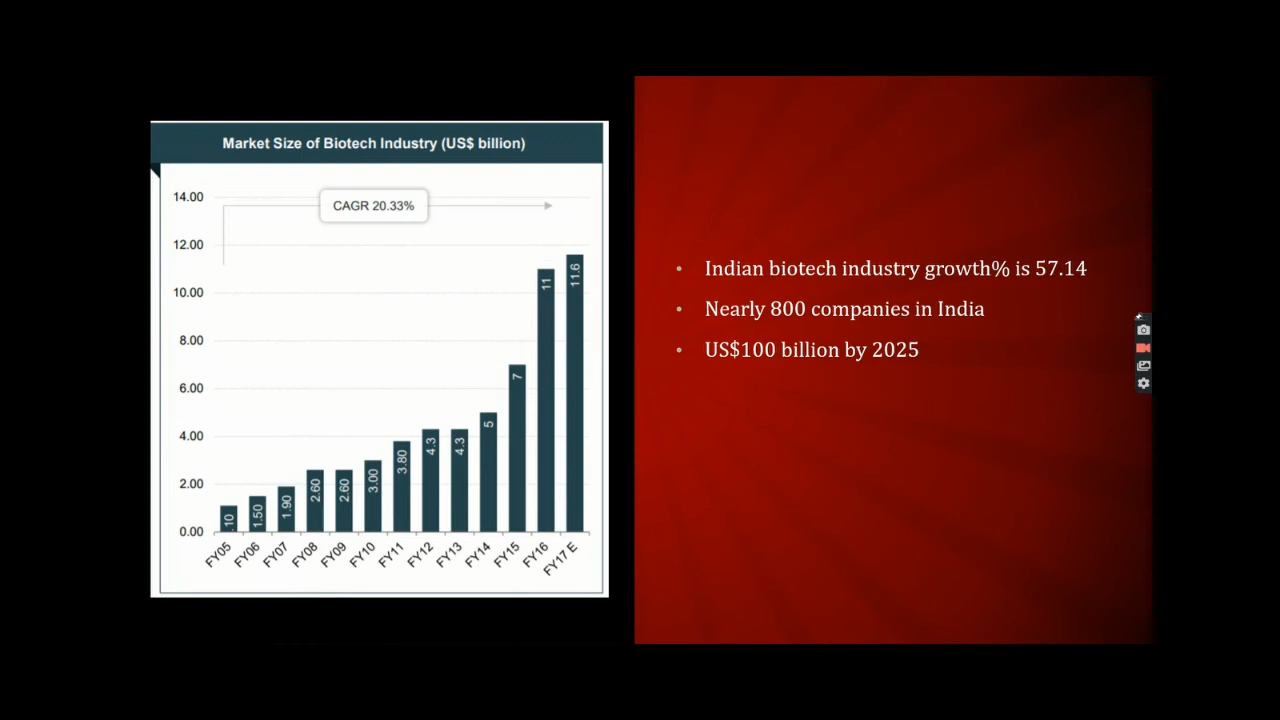 Market Size of Biotech Industry (US$ billion)
14.00
CAGR 20.33%
12.00
10.00
8.00
6.00
4.00
2.00
0.00
.10
1.50
1.90
2.60
2.60
3.00
3.80
4.3
4.3
5
7
11
11.6
FY05
FY06
FY07
FY08
FY09
FY10
FY11
FY12
FY13
FY14
FY15
FY16
FY17 E
• Indian biotech industry growth% is 57.14
• Nearly 800 companies in India
• US$100 billion by 2025